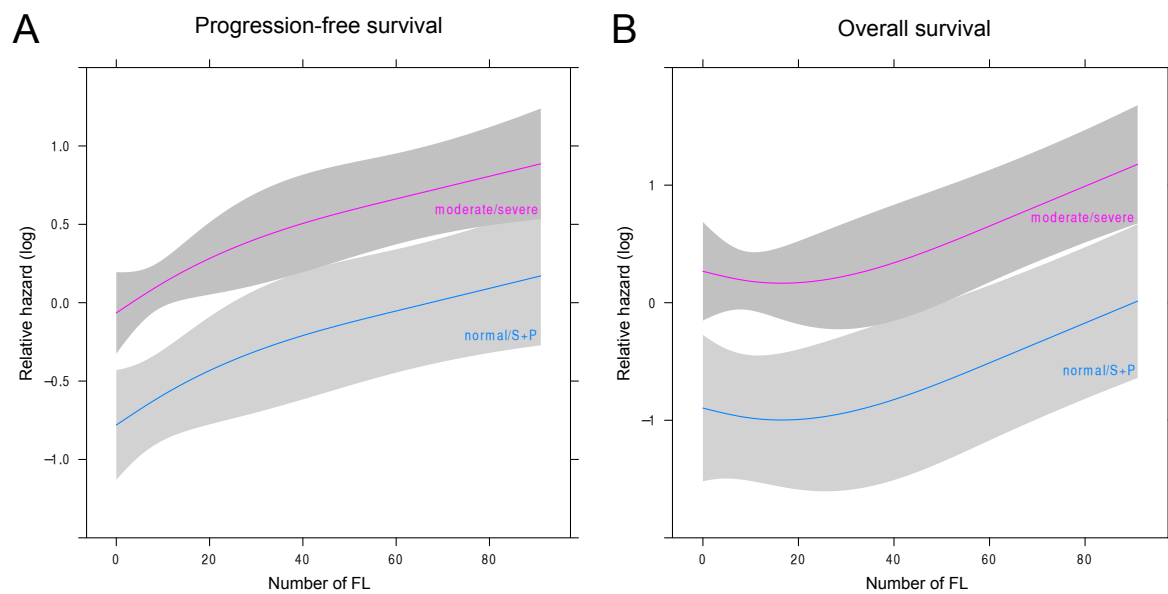 A
Progression-free survival
1.0
0.5
0.0
−0.5
−1.0
Relative hazard (log)
moderate/severe
normal/S+P
0
20
40
60
80
Number of FL
B
Overall survival
1
0
−1
Relative hazard (log)
moderate/severe
normal/S+P
0
20
40
60
80
Number of FL